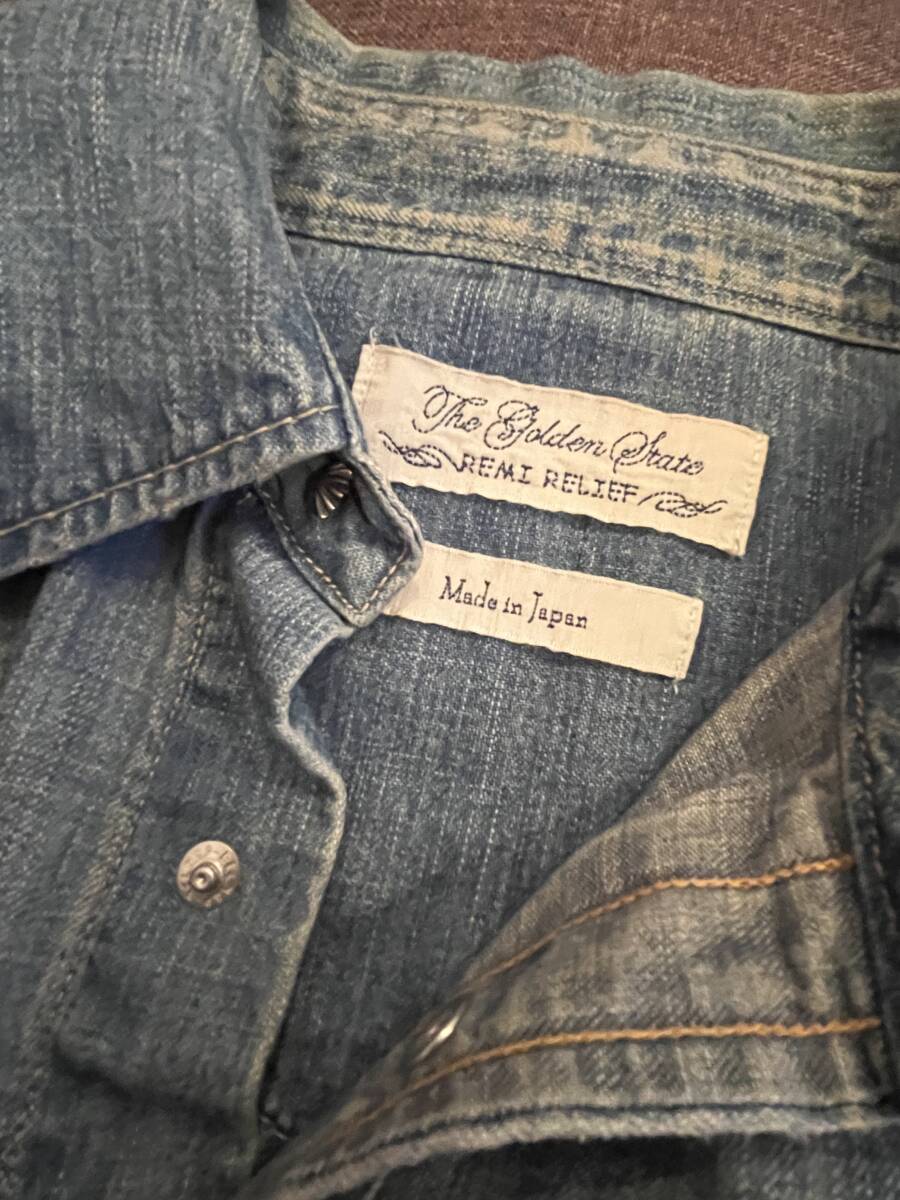 The Golden State
REMI RELIEF
Made in Japan